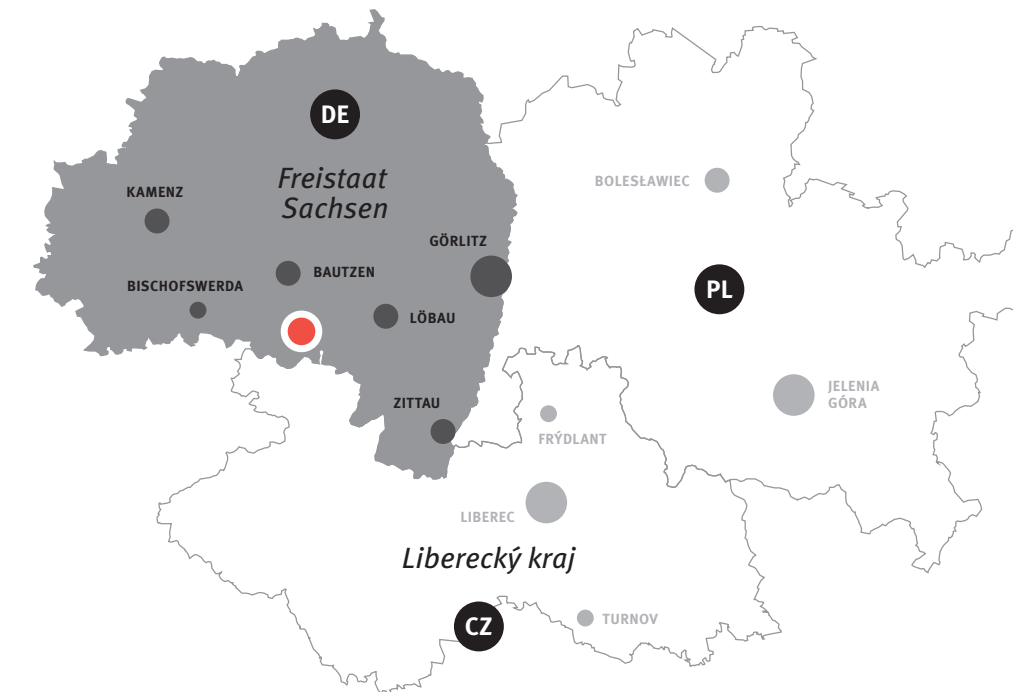 DE
Freistaat
Sachsen
KAMENZ
BOLESŁAWIEC
GÖRLITZ
BAUTZEN
BISCHOFSWERDA
PL
LÖBAU
JELENIA
GÓRA
ZITTAU
FRÝDLANT
LIBEREC
Liberecký kraj
CZ
TURNOV